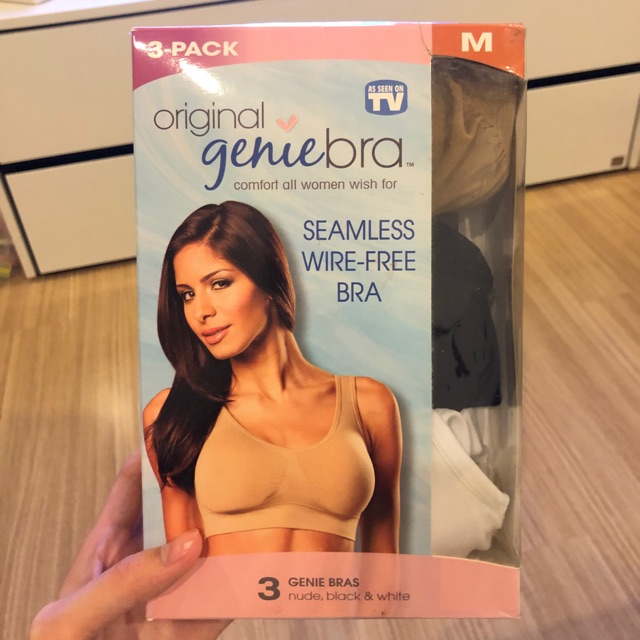 3-PACK
M
AS SEEN ON
TV
original
geniebra™
comfort all women wish for
SEAMLESS
WIRE-FREE
BRA
3 GENIE BRAS
nude, black & white